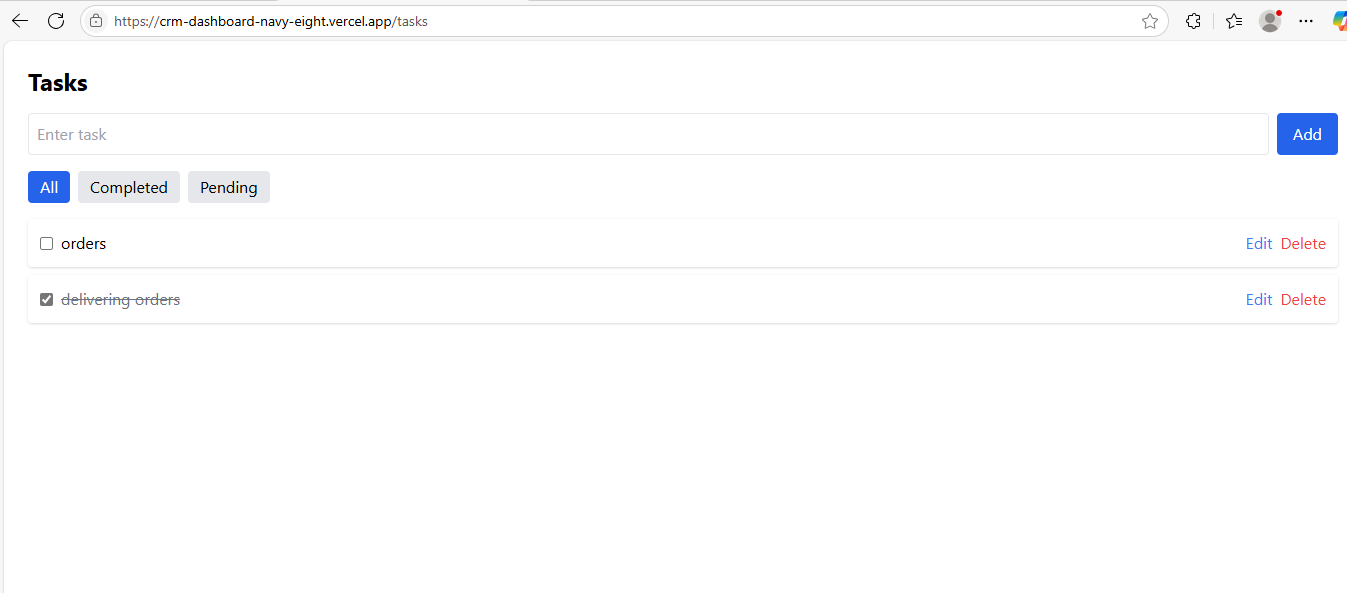 https://crm-dashboard-navy-eight.vercel.app/tasks
Tasks
Enter task Add
All Completed Pending
orders Edit Delete
delivering orders Edit Delete